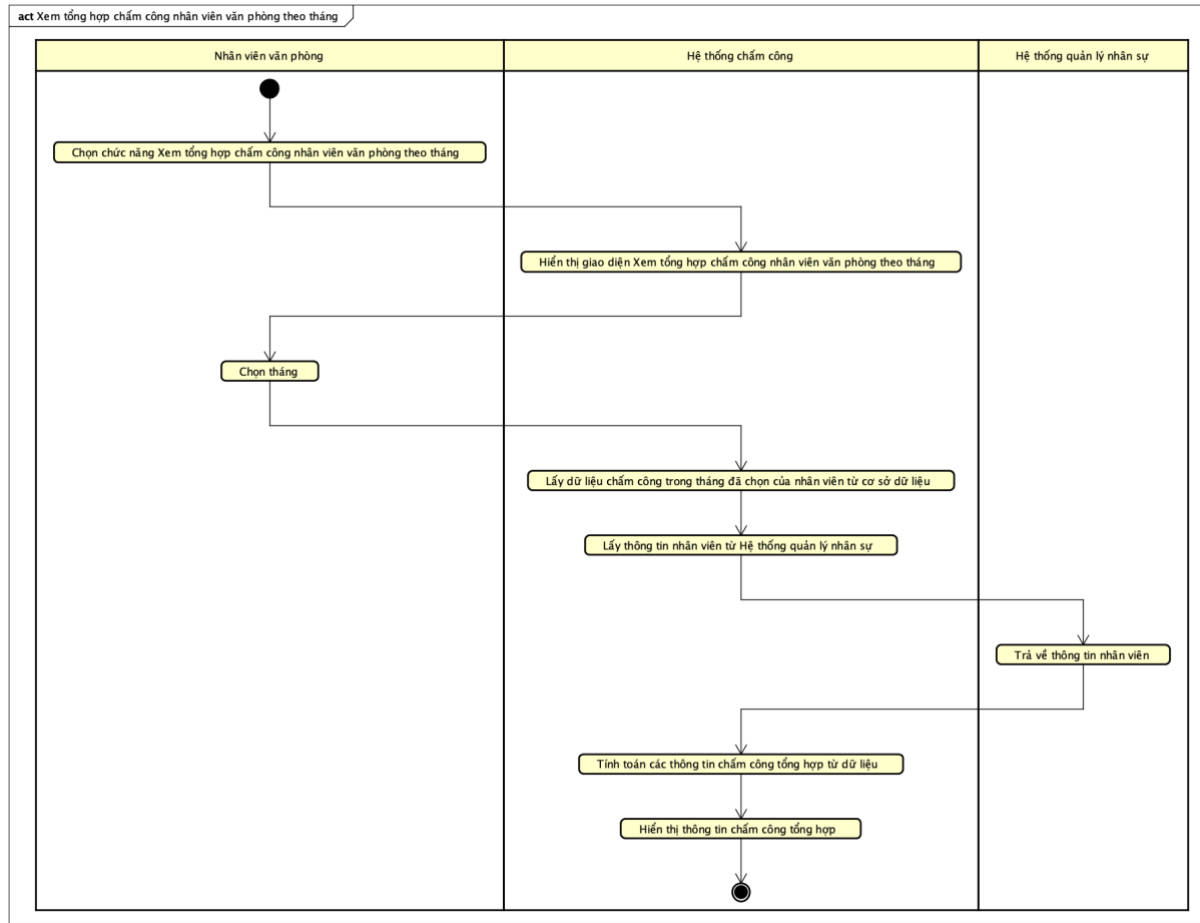 act Xem tổng hợp chấm công nhân viên văn phòng theo tháng
Nhân viên văn phòng
Hệ thống chấm công
Hệ thống quản lý nhân sự
Chọn chức năng Xem tổng hợp chấm công nhân viên văn phòng theo tháng
Hiển thị giao diện Xem tổng hợp chấm công nhân viên văn phòng theo tháng
Chọn tháng
Lấy dữ liệu chấm công trong tháng đã chọn của nhân viên từ cơ sở dữ liệu
Lấy thông tin nhân viên từ Hệ thống quản lý nhân sự
Trả về thông tin nhân viên
Tính toán các thông tin chấm công tổng hợp từ dữ liệu
Hiển thị thông tin chấm công tổng hợp